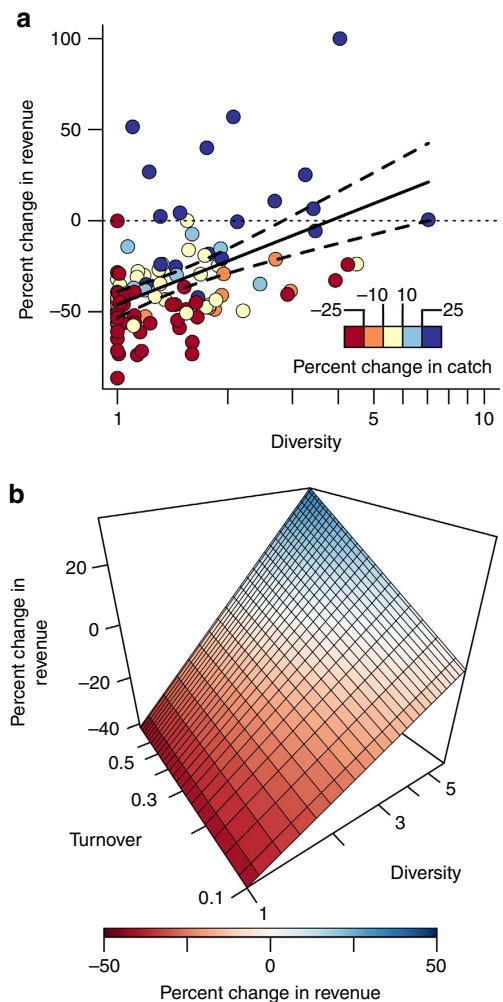 a
100
50
0
−50
Percent change in revenue
−25
−10
10
25
Percent change in catch
1
5
10
Diversity
b
20
0
−20
−40
Percent change in
revenue
0.5
0.3
0.1
Turnover
1
3
5
Diversity
−50
0
50
Percent change in revenue